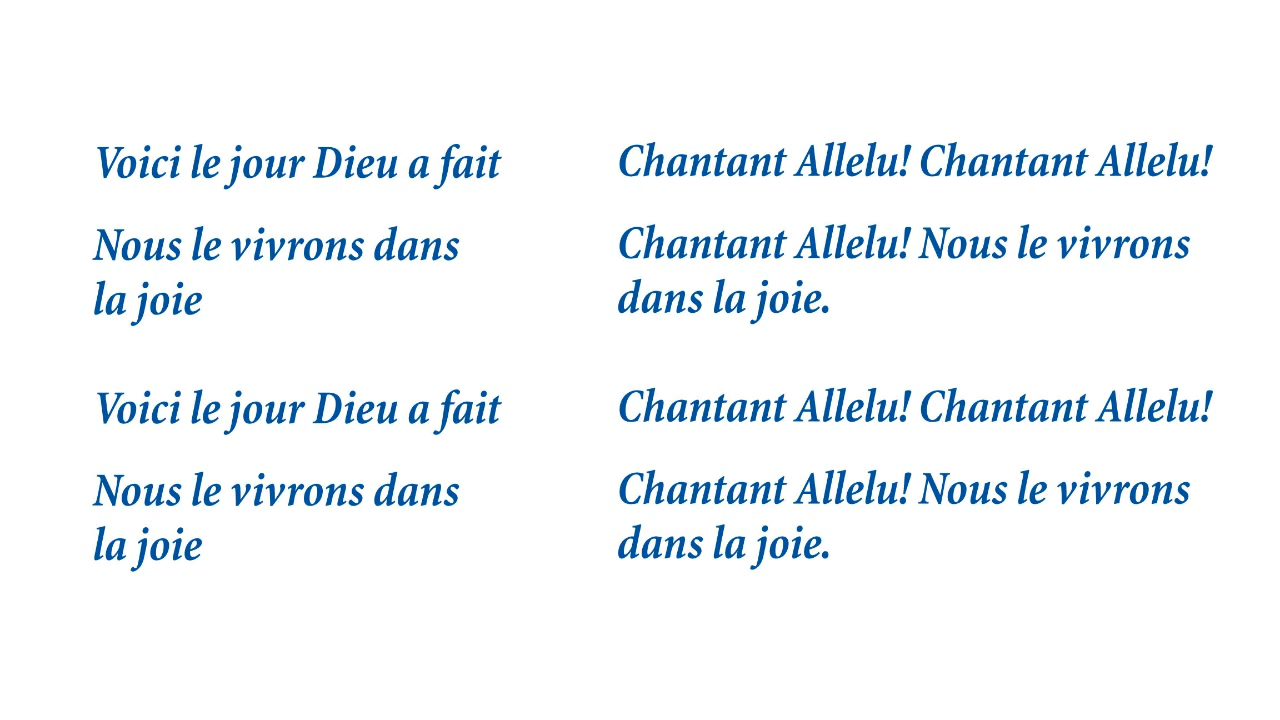 Voici le jour Dieu a fait
Nous le vivrons dans
la joie
Voici le jour Dieu a fait
Nous le vivrons dans
la joie
Chantant Allelu! Chantant Allelu!
Chantant Allelu! Nous le vivrons
dans la joie.
Chantant Allelu! Chantant Allelu!
Chantant Allelu! Nous le vivrons
dans la joie.